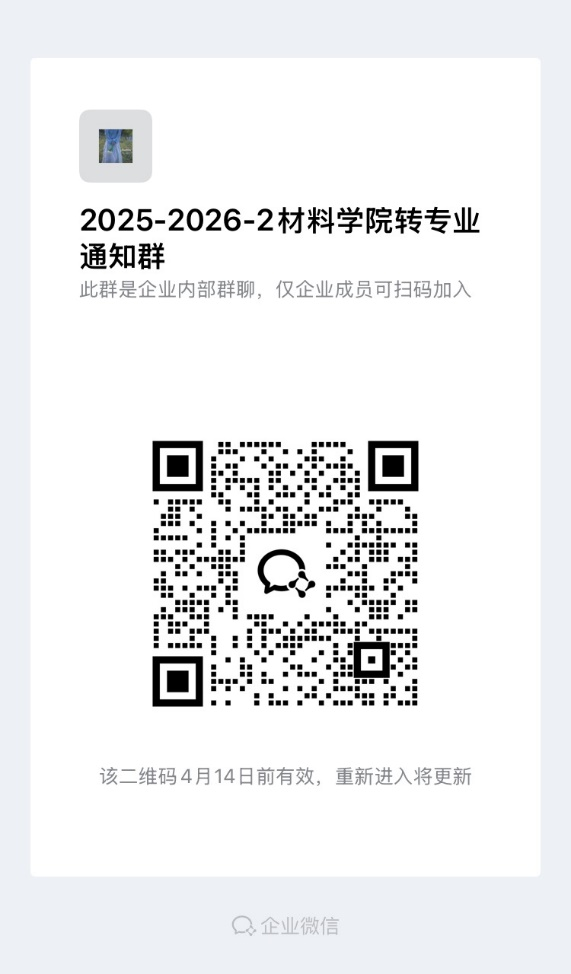 2025-2026-2材料学院转专业
通知群
此群是企业内部群聊，仅企业成员可扫码加入
该二维码4月14日前有效，重新进入将更新
企业微信